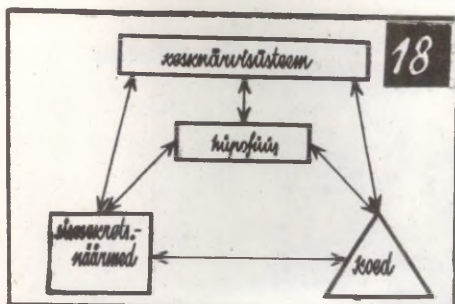 18
kesknärvisüsteem
hüpofüüs
sisesekrets.-
näärmed
koed